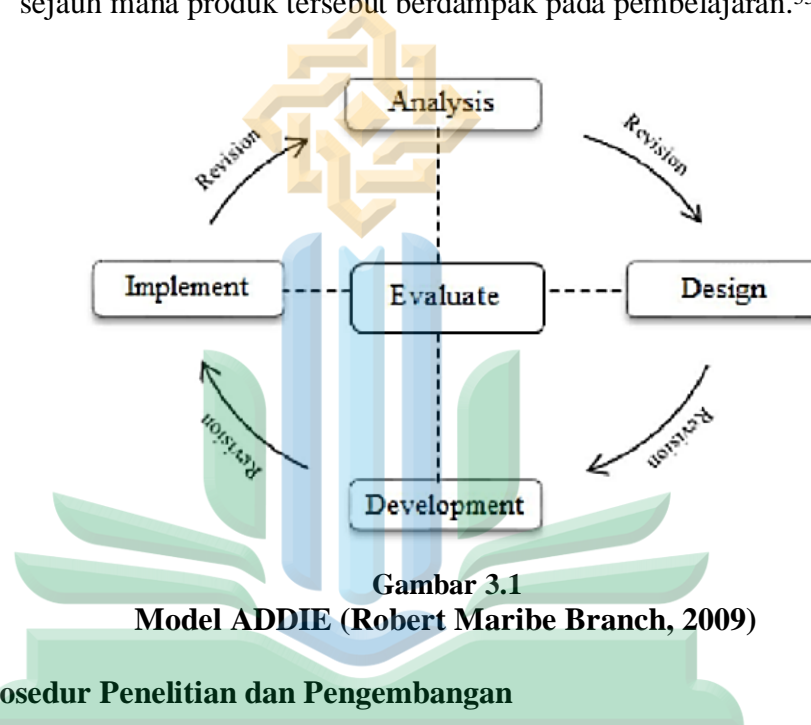 sejauh mana produk tersebut berdampak pada pembelajaran.
Analysis
Revision
Revision
Implement
Evaluate
Design
Revision
Revision
Development
Gambar 3.1
Model ADDIE (Robert Maribe Branch, 2009)
osedur Penelitian dan Pengembangan